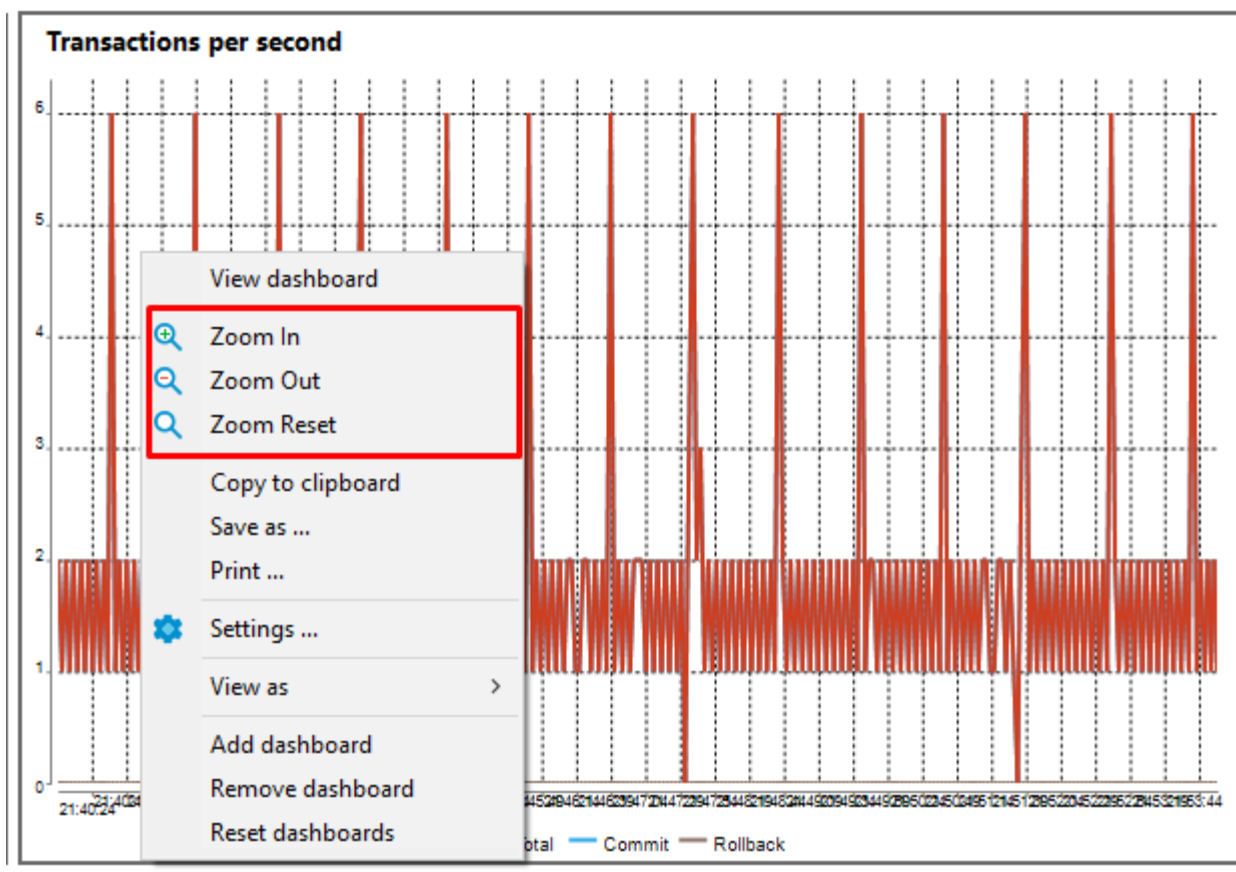 Transactions per second
6
5
4
3
2
1
0
View dashboard
Zoom In
Zoom Out
Zoom Reset
Copy to clipboard
Save as ...
Print ...
Settings ...
View as
Add dashboard
Remove dashboard
Reset dashboards
21:40:24
Commit
Rollback